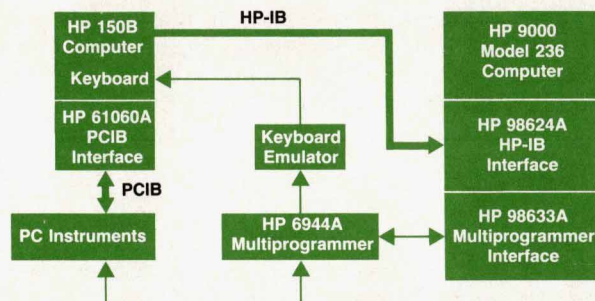 HP 150B
Computer
Keyboard
HP 61060A
PCIB
Interface
PCIB
PC Instruments
HP-IB
Keyboard
Emulator
HP 6944A
Multiprogrammer
HP 9000
Model 236
Computer
HP 98624A
HP-IB
Interface
HP 98633A
Multiprogrammer
Interface